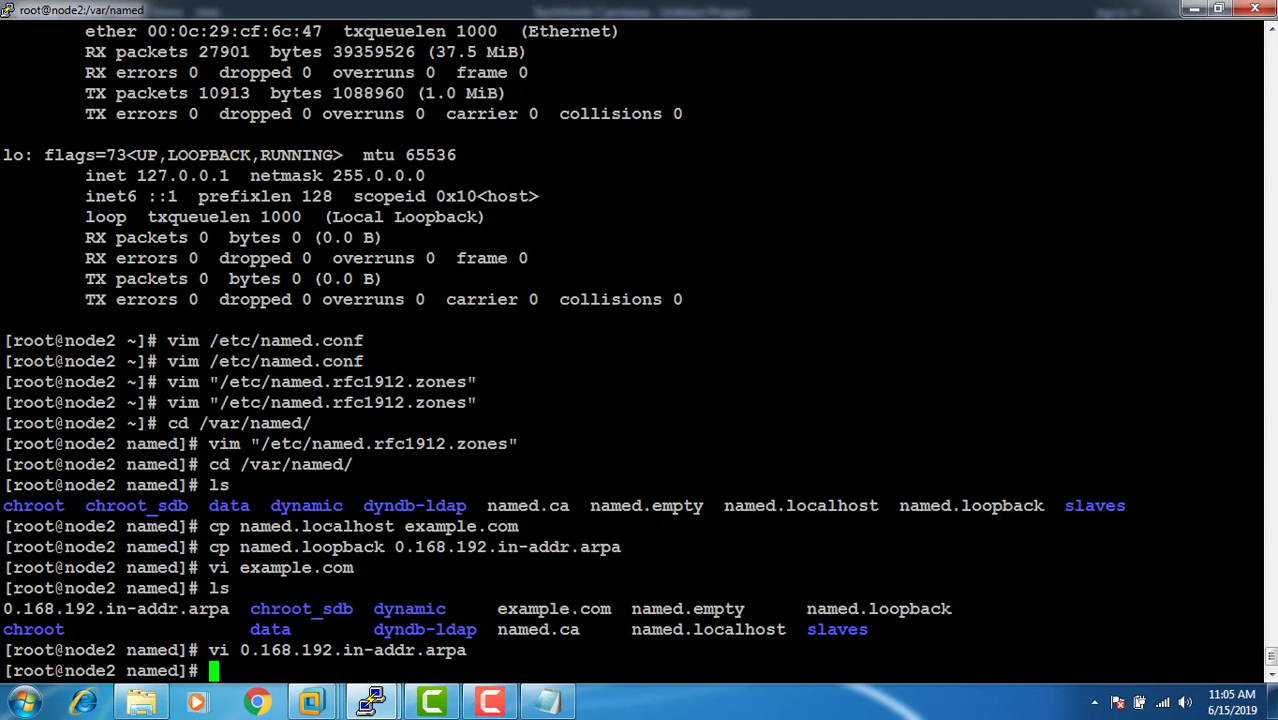 root@node2:/var/named
ether 00:0c:29:cf:6c:47  txqueuelen 1000  (Ethernet)
RX packets 27901  bytes 39359526 (37.5 MiB)
RX errors 0  dropped 0  overruns 0  frame 0
TX packets 10913  bytes 1088960 (1.0 MiB)
TX errors 0  dropped 0 overruns 0  carrier 0  collisions 0
lo: flags=73<UP,LOOPBACK,RUNNING>  mtu 65536
inet 127.0.0.1  netmask 255.0.0.0
inet6 ::1  prefixlen 128  scopeid 0x10<host>
loop  txqueuelen 1000  (Local Loopback)
RX packets 0  bytes 0 (0.0 B)
RX errors 0  dropped 0  overruns 0  frame 0
TX packets 0  bytes 0 (0.0 B)
TX errors 0  dropped 0 overruns 0  carrier 0  collisions 0
[root@node2 ~]# vim /etc/named.conf
[root@node2 ~]# vim /etc/named.conf
[root@node2 ~]# vim "/etc/named.rfc1912.zones"
[root@node2 ~]# vim "/etc/named.rfc1912.zones"
[root@node2 ~]# cd /var/named/
[root@node2 named]# vim "/etc/named.rfc1912.zones"
[root@node2 named]# cd /var/named/
[root@node2 named]# ls
chroot  chroot_sdb  data  dynamic  dyndb-ldap  named.ca  named.empty  named.localhost  named.loopback  slaves
[root@node2 named]# cp named.localhost example.com
[root@node2 named]# cp named.loopback 0.168.192.in-addr.arpa
[root@node2 named]# vi example.com
[root@node2 named]# ls
0.168.192.in-addr.arpa  chroot_sdb  dynamic     example.com  named.empty      named.loopback
chroot                  data        dyndb-ldap  named.ca     named.localhost  slaves
[root@node2 named]# vi 0.168.192.in-addr.arpa
[root@node2 named]#
11:05 AM
6/15/2019